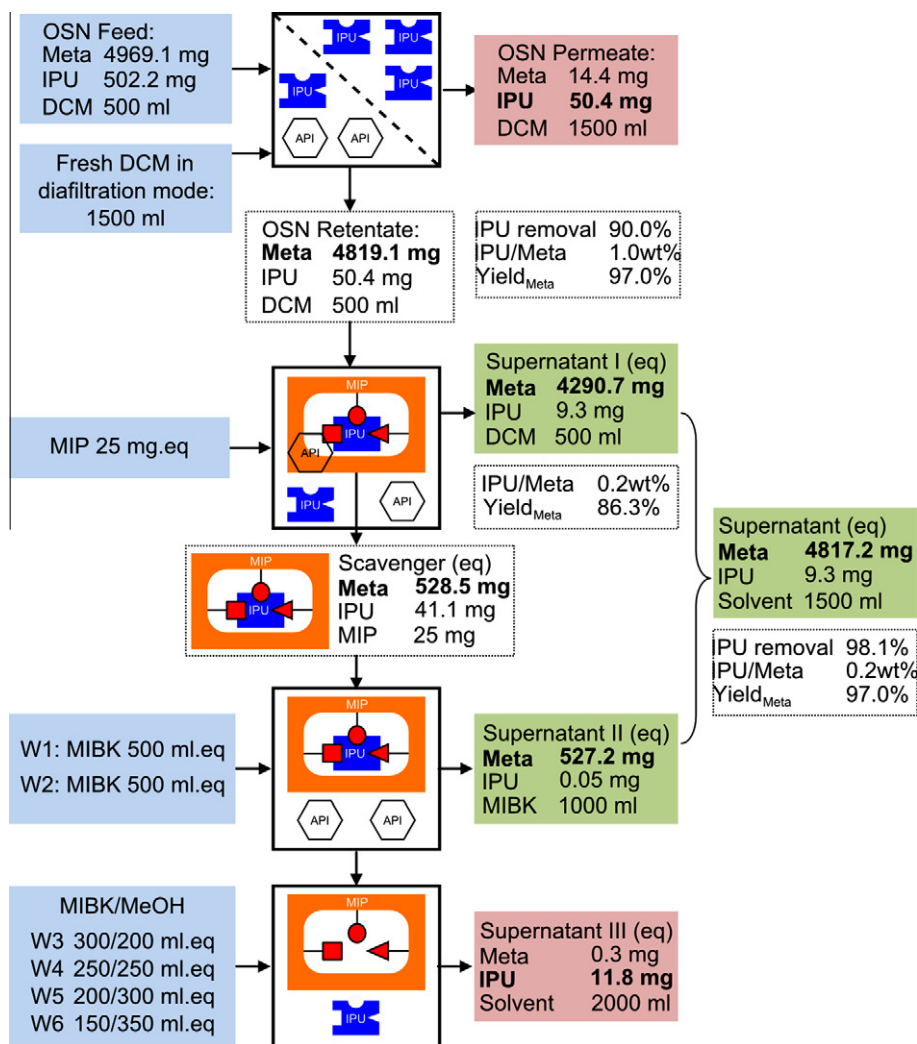 OSN Feed:
Meta 4969.1 mg
IPU 502.2 mg
DCM 500 ml
IPU
IPU
IPU
IPU
API
API
OSN Permeate:
Meta 14.4 mg
IPU 50.4 mg
DCM 1500 ml
Fresh DCM in
diafiltration mode:
1500 ml
OSN Retentate:
Meta 4819.1 mg
IPU 50.4 mg
DCM 500 ml
IPU removal 90.0%
IPU/Meta 1.0wt%
YieldMeta 97.0%
MIP 25 mg.eq
MIP
IPU
API
IPU
API
Supernatant I (eq)
Meta 4290.7 mg
IPU 9.3 mg
DCM 500 ml
IPU/Meta 0.2wt%
YieldMeta 86.3%
Supernatant (eq)
Meta 4817.2 mg
IPU 9.3 mg
Solvent 1500 ml
IPU removal 98.1%
IPU/Meta 0.2wt%
YieldMeta 97.0%
MIP
IPU
Scavenger (eq)
Meta 528.5 mg
IPU 41.1 mg
MIP 25 mg
W1: MIBK 500 ml.eq
W2: MIBK 500 ml.eq
MIP
IPU
API
API
Supernatant II (eq)
Meta 527.2 mg
IPU 0.05 mg
MIBK 1000 ml
MIBK/MeOH
W3 300/200 ml.eq
W4 250/250 ml.eq
W5 200/300 ml.eq
W6 150/350 ml.eq
MIP
IPU
Supernatant III (eq)
Meta 0.3 mg
IPU 11.8 mg
Solvent 2000 ml